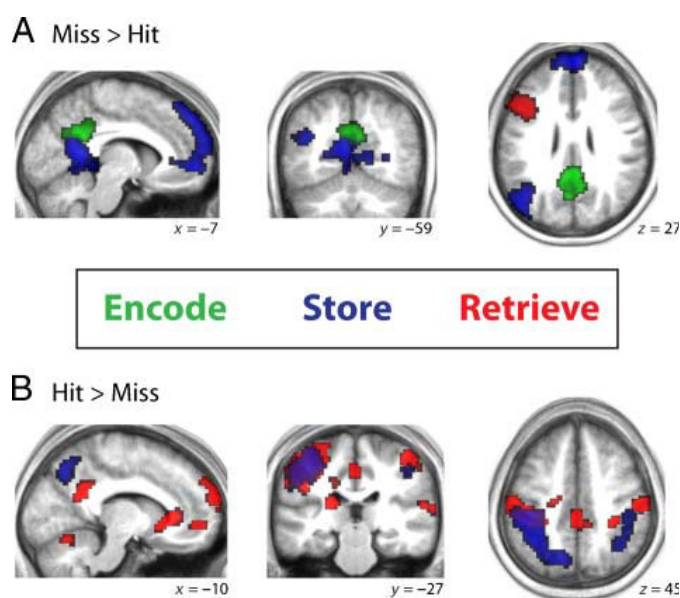 A Miss > Hit
x = −7
y = −59
z = 27
Encode Store Retrieve
B Hit > Miss
x = −10
y = −27
z = 45